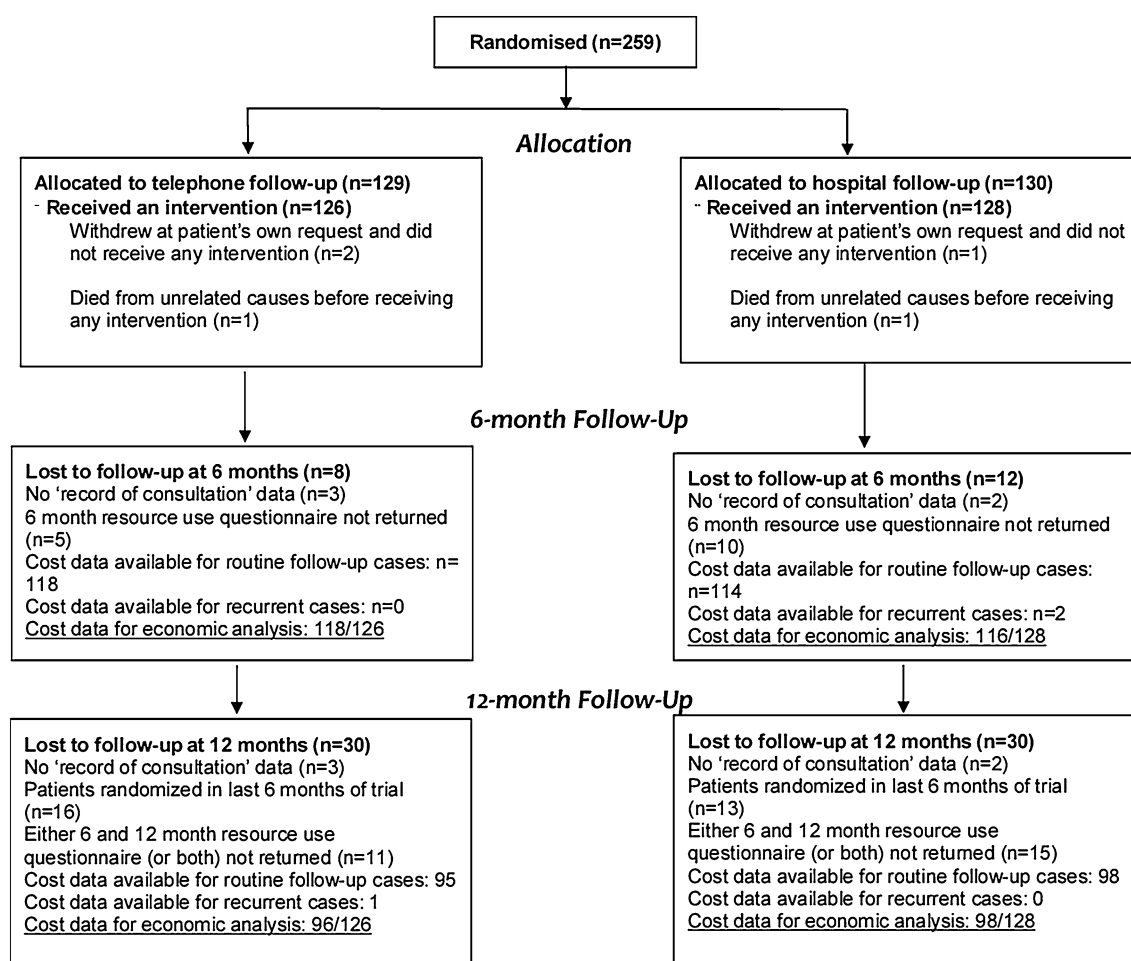 Randomised (n=259)
Allocation
Allocated to telephone follow-up (n=129)
Received an intervention (n=126)
Withdrew at patient's own request and did
not receive any intervention (n=2)
Died from unrelated causes before receiving
any intervention (n=1)
Allocated to hospital follow-up (n=130)
Received an intervention (n=128)
Withdrew at patient's own request and did not
receive any intervention (n=1)
Died from unrelated causes before receiving
any intervention (n=1)
6-month Follow-Up
Lost to follow-up at 6 months (n=8)
No ‘record of consultation’ data (n=3)
6 month resource use questionnaire not returned
(n=5)
Cost data available for routine follow-up cases: n=
118
Cost data available for recurrent cases: n=0
Cost data for economic analysis: 118/126
Lost to follow-up at 6 months (n=12)
No ‘record of consultation’ data (n=2)
6 month resource use questionnaire not returned
(n=10)
Cost data available for routine follow-up cases:
n=114
Cost data available for recurrent cases: n=2
Cost data for economic analysis: 116/128
12-month Follow-Up
Lost to follow-up at 12 months (n=30)
No ‘record of consultation’ data (n=3)
Patients randomized in last 6 months of trial
(n=16)
Either 6 and 12 month resource use
questionnaire (or both) not returned (n=11)
Cost data available for routine follow-up cases: 95
Cost data available for recurrent cases: 1
Cost data for economic analysis: 96/126
Lost to follow-up at 12 months (n=30)
No ‘record of consultation’ data (n=2)
Patients randomized in last 6 months of trial
(n=13)
Either 6 and 12 month resource use
questionnaire (or both) not returned (n=15)
Cost data available for routine follow-up cases: 98
Cost data available for recurrent cases: 0
Cost data for economic analysis: 98/128